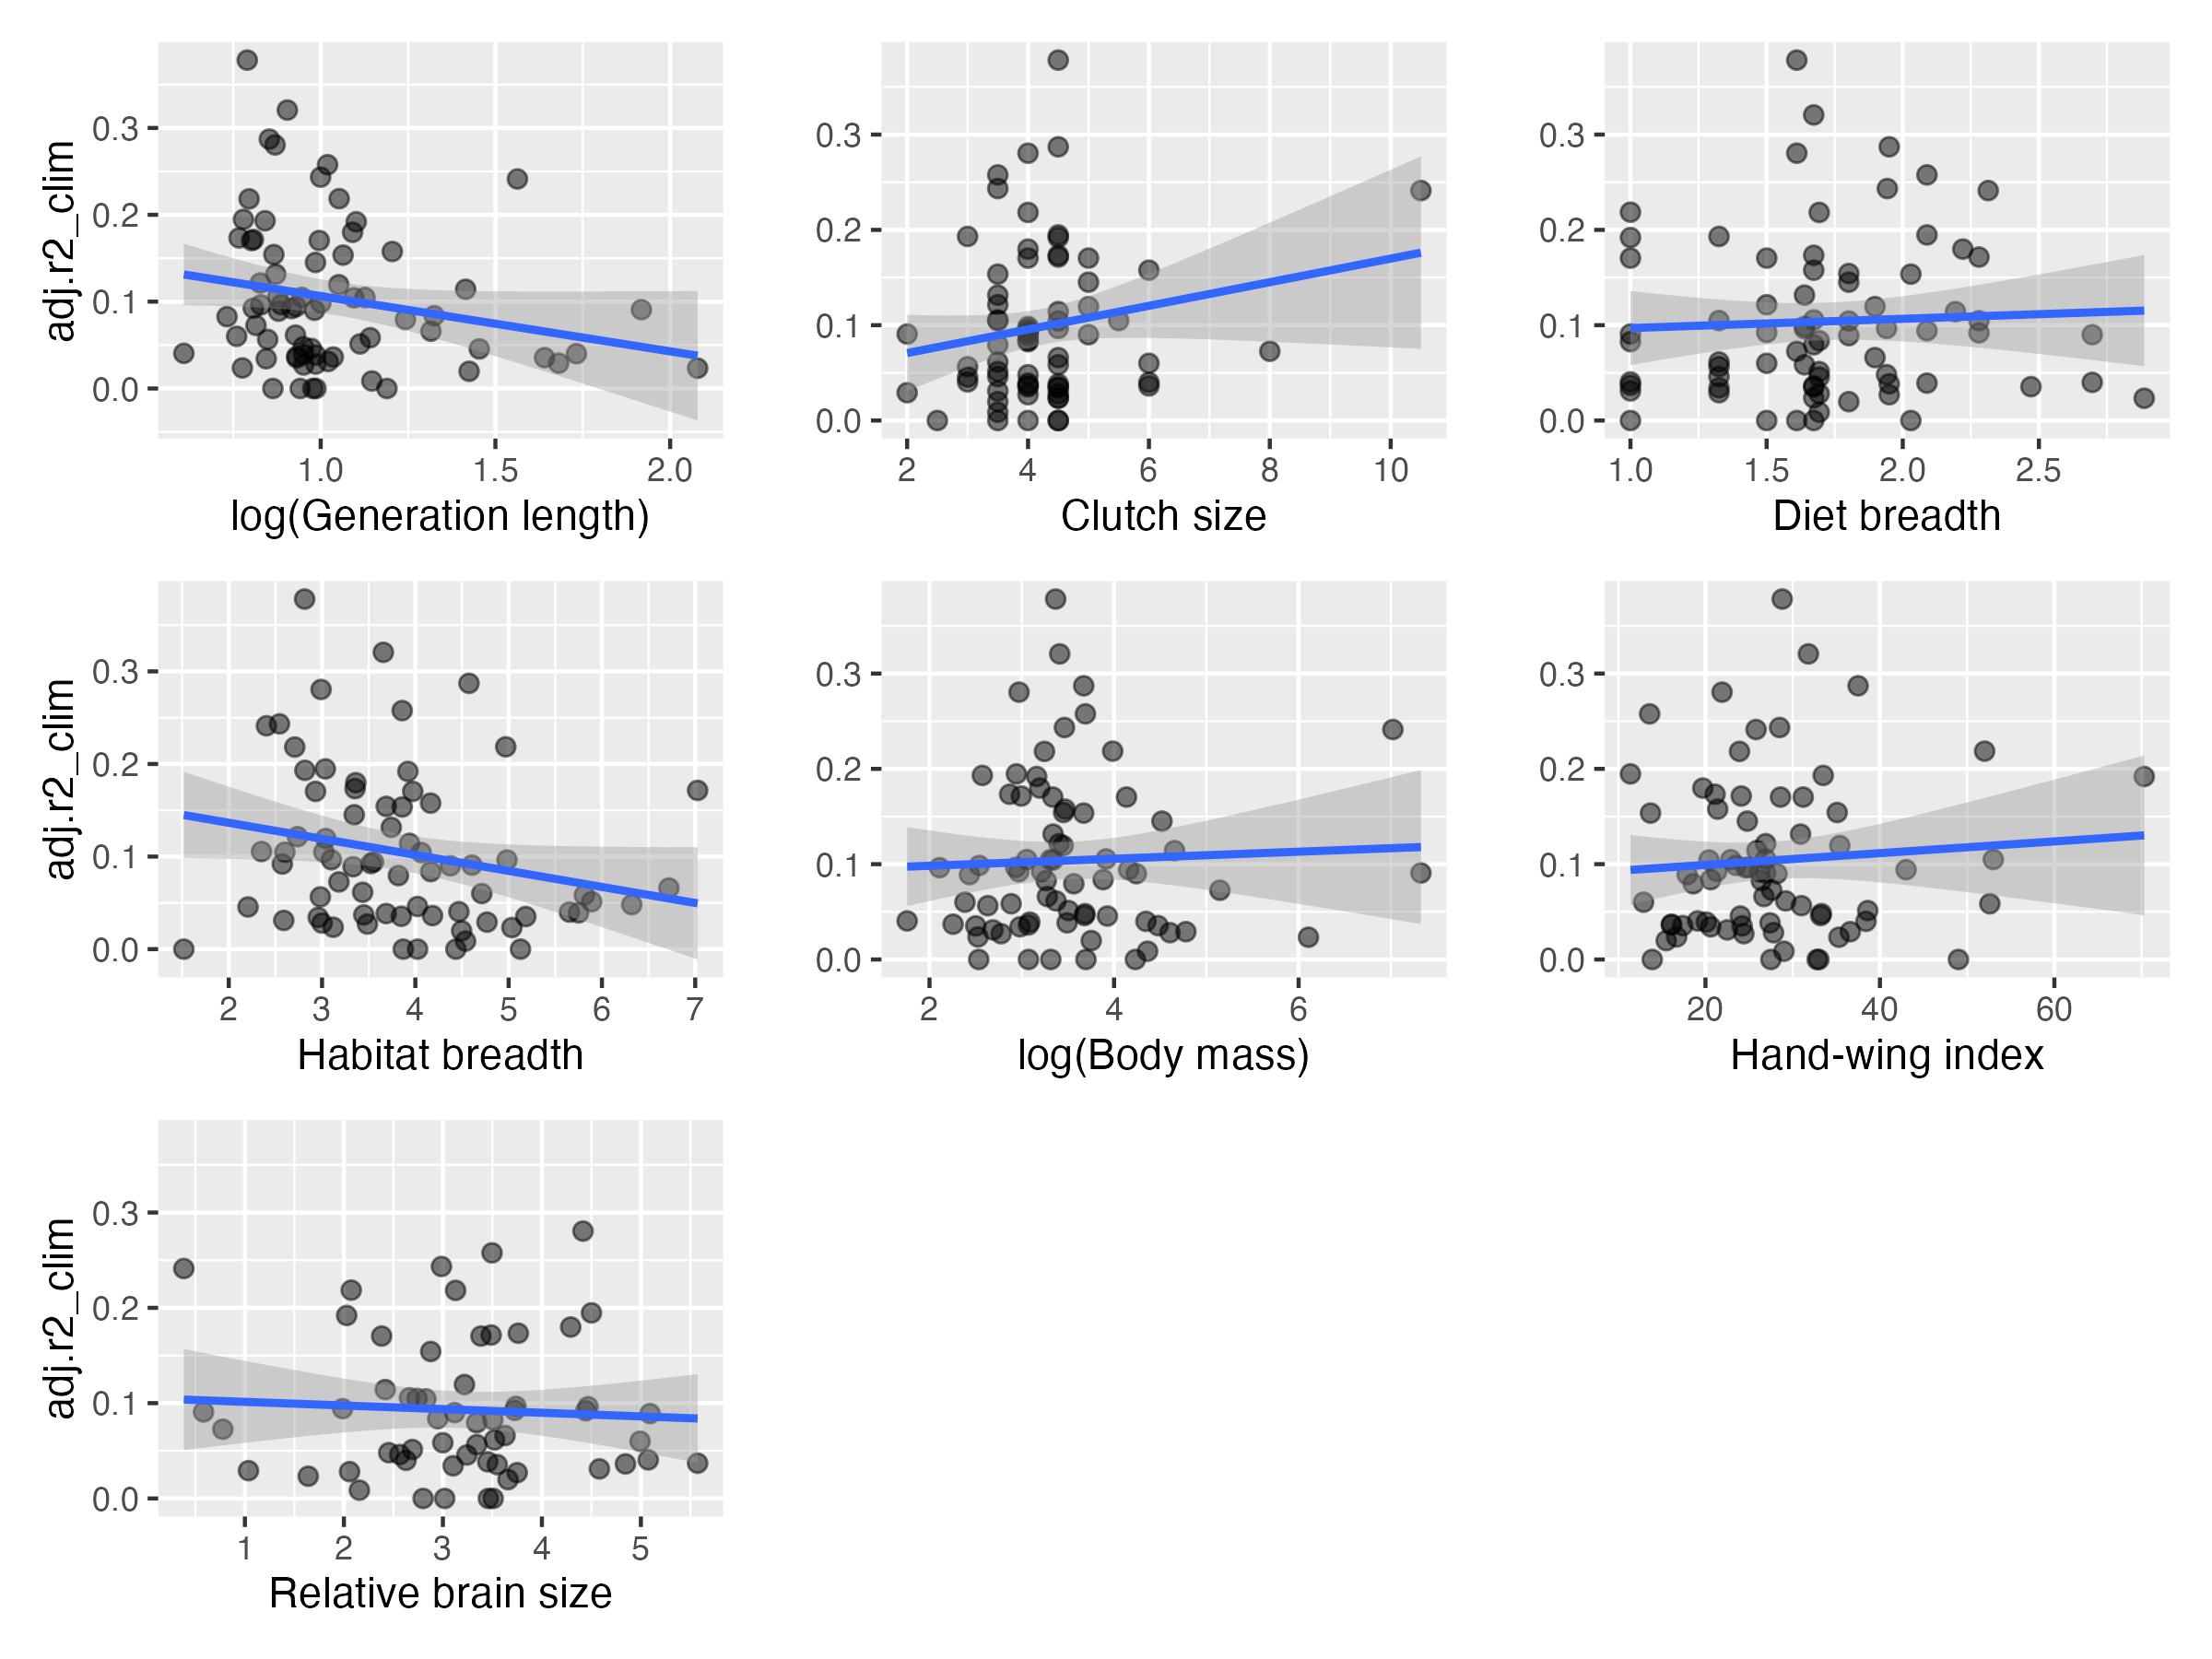 adj.r2_clim
0.3
0.2
0.1
0.0
1.0 1.5 2.0
log(Generation length)
0.3
0.2
0.1
0.0
2 4 6 8 10
Clutch size
0.3
0.2
0.1
0.0
1.0 1.5 2.0 2.5
Diet breadth
adj.r2_clim
0.3
0.2
0.1
0.0
2 3 4 5 6 7
Habitat breadth
0.3
0.2
0.1
0.0
2 4 6
log(Body mass)
0.3
0.2
0.1
0.0
20 40 60
Hand-wing index
adj.r2_clim
0.3
0.2
0.1
0.0
1 2 3 4 5
Relative brain size